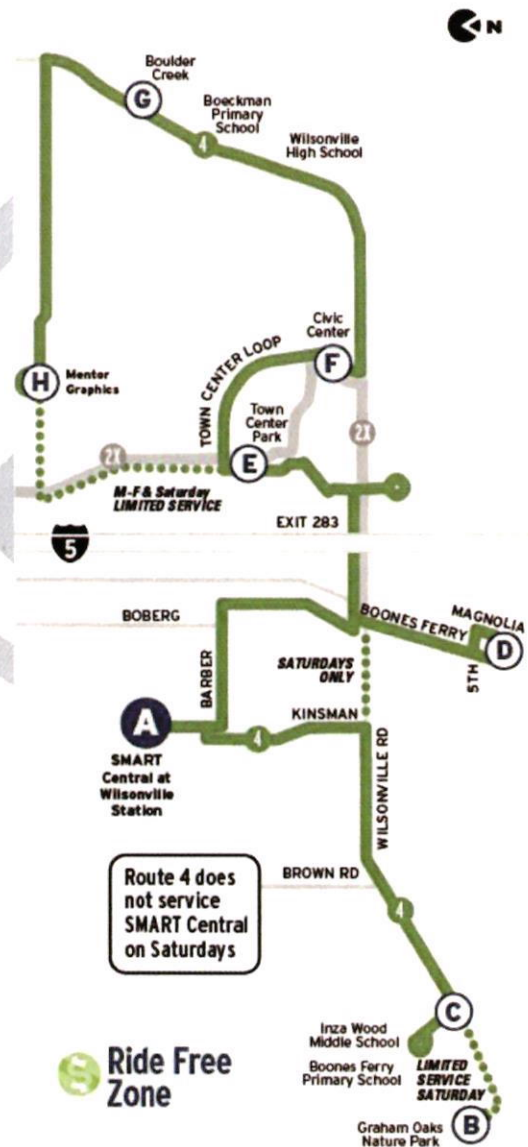 N
Boulder
Creek
G
Boeckman
Primary
School
4
Wilsonville
High School
Civic
Center
F
TOWN CENTER LOOP
H
Mentor
Graphics
Town
Center
Park
2X
2X
E
M-F & Saturday
LIMITED SERVICE
EXIT 283
5
BOBERG
BOONES FERRY
MAGNOLIA
D
5TH
BARBER
SATURDAYS
ONLY
KINSMAN
A
4
SMART
Central at
Wilsonville
Station
WILSONVILLE RD
BROWN RD
Route 4 does
not service
SMART Central
on Saturdays
4
C
Inza Wood
Middle School
Boones Ferry
Primary School
LIMITED
SERVICE
SATURDAY
S
Ride Free
Zone
B
Graham Oaks
Nature Park